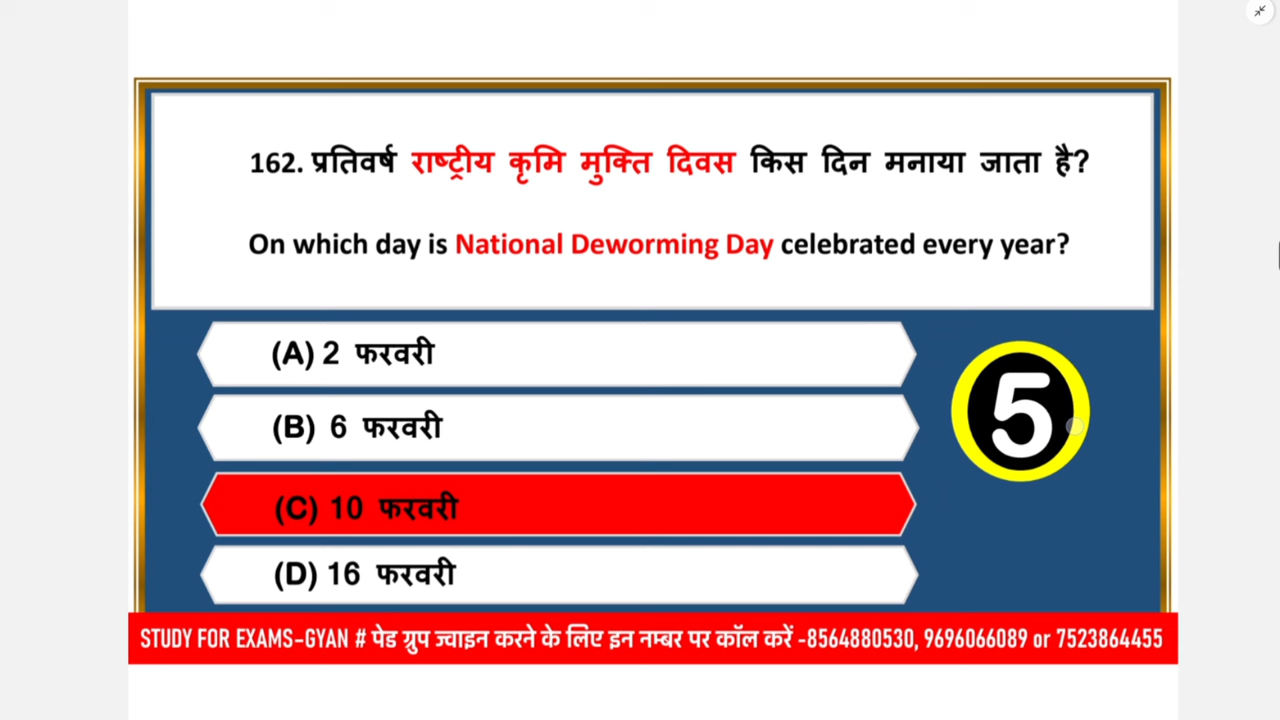 162. प्रतिवर्ष राष्ट्रीय कृमि मुक्ति दिवस किस दिन मनाया जाता है?
On which day is National Deworming Day celebrated every year?
(A) 2 फरवरी
(B) 6 फरवरी
(C) 10 फरवरी
(D) 16 फरवरी
5
STUDY FOR EXAMS-GYAN # पेड ग्रुप ज्वाइन करने के लिए इन नम्बर पर कॉल करें -8564880530, 9696066089 or 7523864455